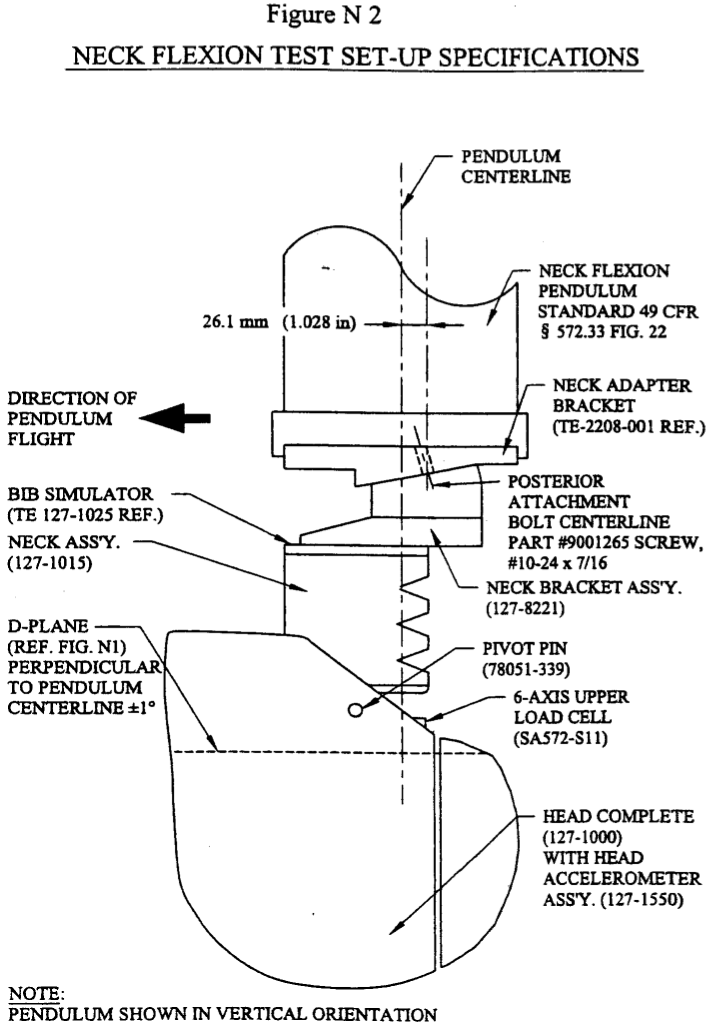 Figure N 2
NECK FLEXION TEST SET-UP SPECIFICATIONS
PENDULUM
CENTERLINE
NECK FLEXION
PENDULUM
STANDARD 49 CFR
§ 572.33 FIG. 22
26.1 mm (1.028 in)
DIRECTION OF
PENDULUM
FLIGHT
NECK ADAPTER
BRACKET
(TE-2208-001 REF.)
POSTERIOR
ATTACHMENT
BOLT CENTERLINE
PART #9001265 SCREW,
#10-24 x 7/16
BIB SIMULATOR
(TE 127-1025 REF.)
NECK ASS'Y.
(127-1015)
NECK BRACKET ASS'Y.
(127-8221)
D-PLANE
(REF. FIG. N1)
PERPENDICULAR
TO PENDULUM
CENTERLINE ±1°
PIVOT PIN
(78051-339)
6-AXIS UPPER
LOAD CELL
(SA572-S11)
HEAD COMPLETE
(127-1000)
WITH HEAD
ACCELEROMETER
ASS'Y. (127-1550)
NOTE:
PENDULUM SHOWN IN VERTICAL ORIENTATION